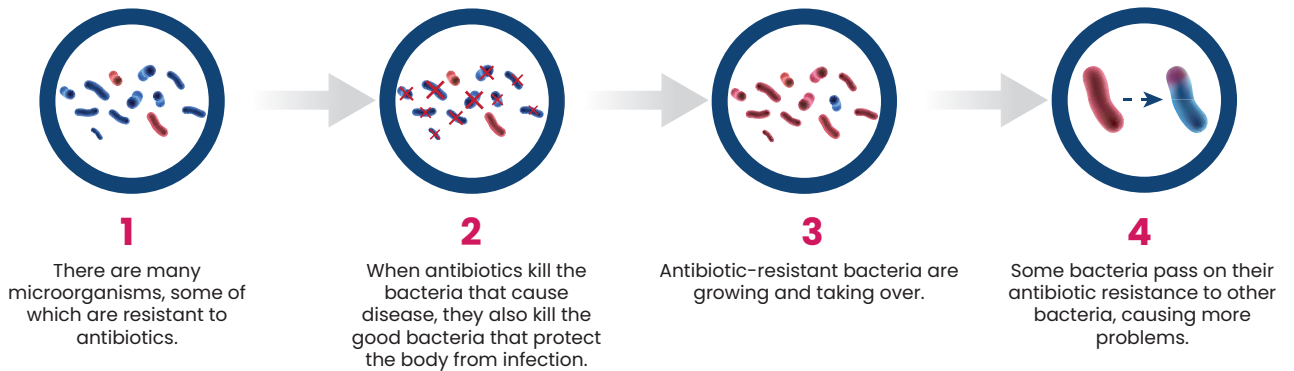 1
There are many
microorganisms, some of
which are resistant to
antibiotics.
2
When antibiotics kill the
bacteria that cause
disease, they also kill the
good bacteria that protect
the body from infection.
3
Antibiotic-resistant bacteria are
growing and taking over.
4
Some bacteria pass on their
antibiotic resistance to other
bacteria, causing more
problems.